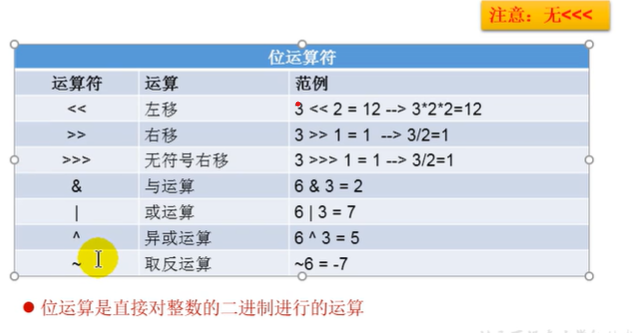 注意：无<<<
位运算符
运算符 运算 范例
<< 左移 3 << 2 = 12 --> 3*2*2=12
>> 右移 3 >> 1 = 1 --> 3/2=1
>>> 无符号右移 3 >>> 1 = 1 --> 3/2=1
& 与运算 6 & 3 = 2
| 或运算 6 | 3 = 7
^ 异或运算 6 ^ 3 = 5
~ 取反运算 ~6 = -7
● 位运算是直接对整数的二进制进行的运算